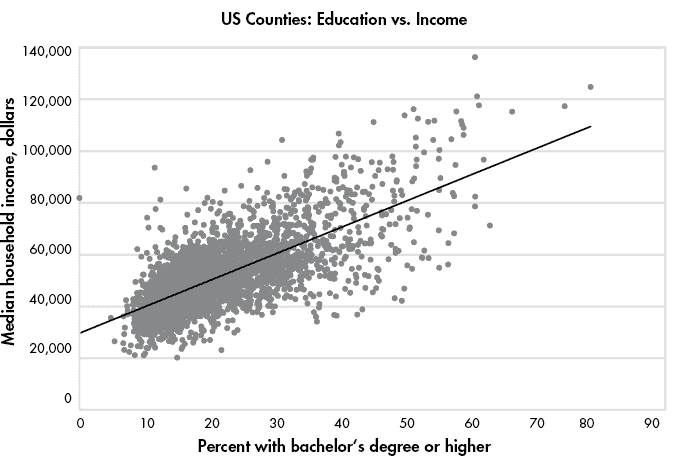 US Counties: Education vs. Income
Median household income, dollars
140,000
120,000
100,000
80,000
60,000
40,000
20,000
0
0 10 20 30 40 50 60 70 80 90
Percent with bachelor's degree or higher